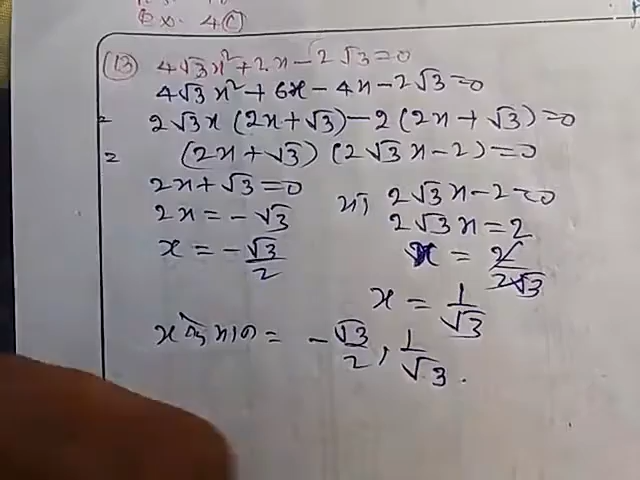 Ex. 4(C)
(13) 4√3x²+2x-2√3=0
4√3x²+6x-4x-2√3=0
= 2√3x(2x+√3)-2(2x+√3)=0
= (2x+√3)(2√3x-2)=0
2x+√3=0 या 2√3x-2=0
2x=-√3 2√3x=2
x=-√3/2 x=2/2√3
x=1/√3
x = -√3/2, 1/√3.